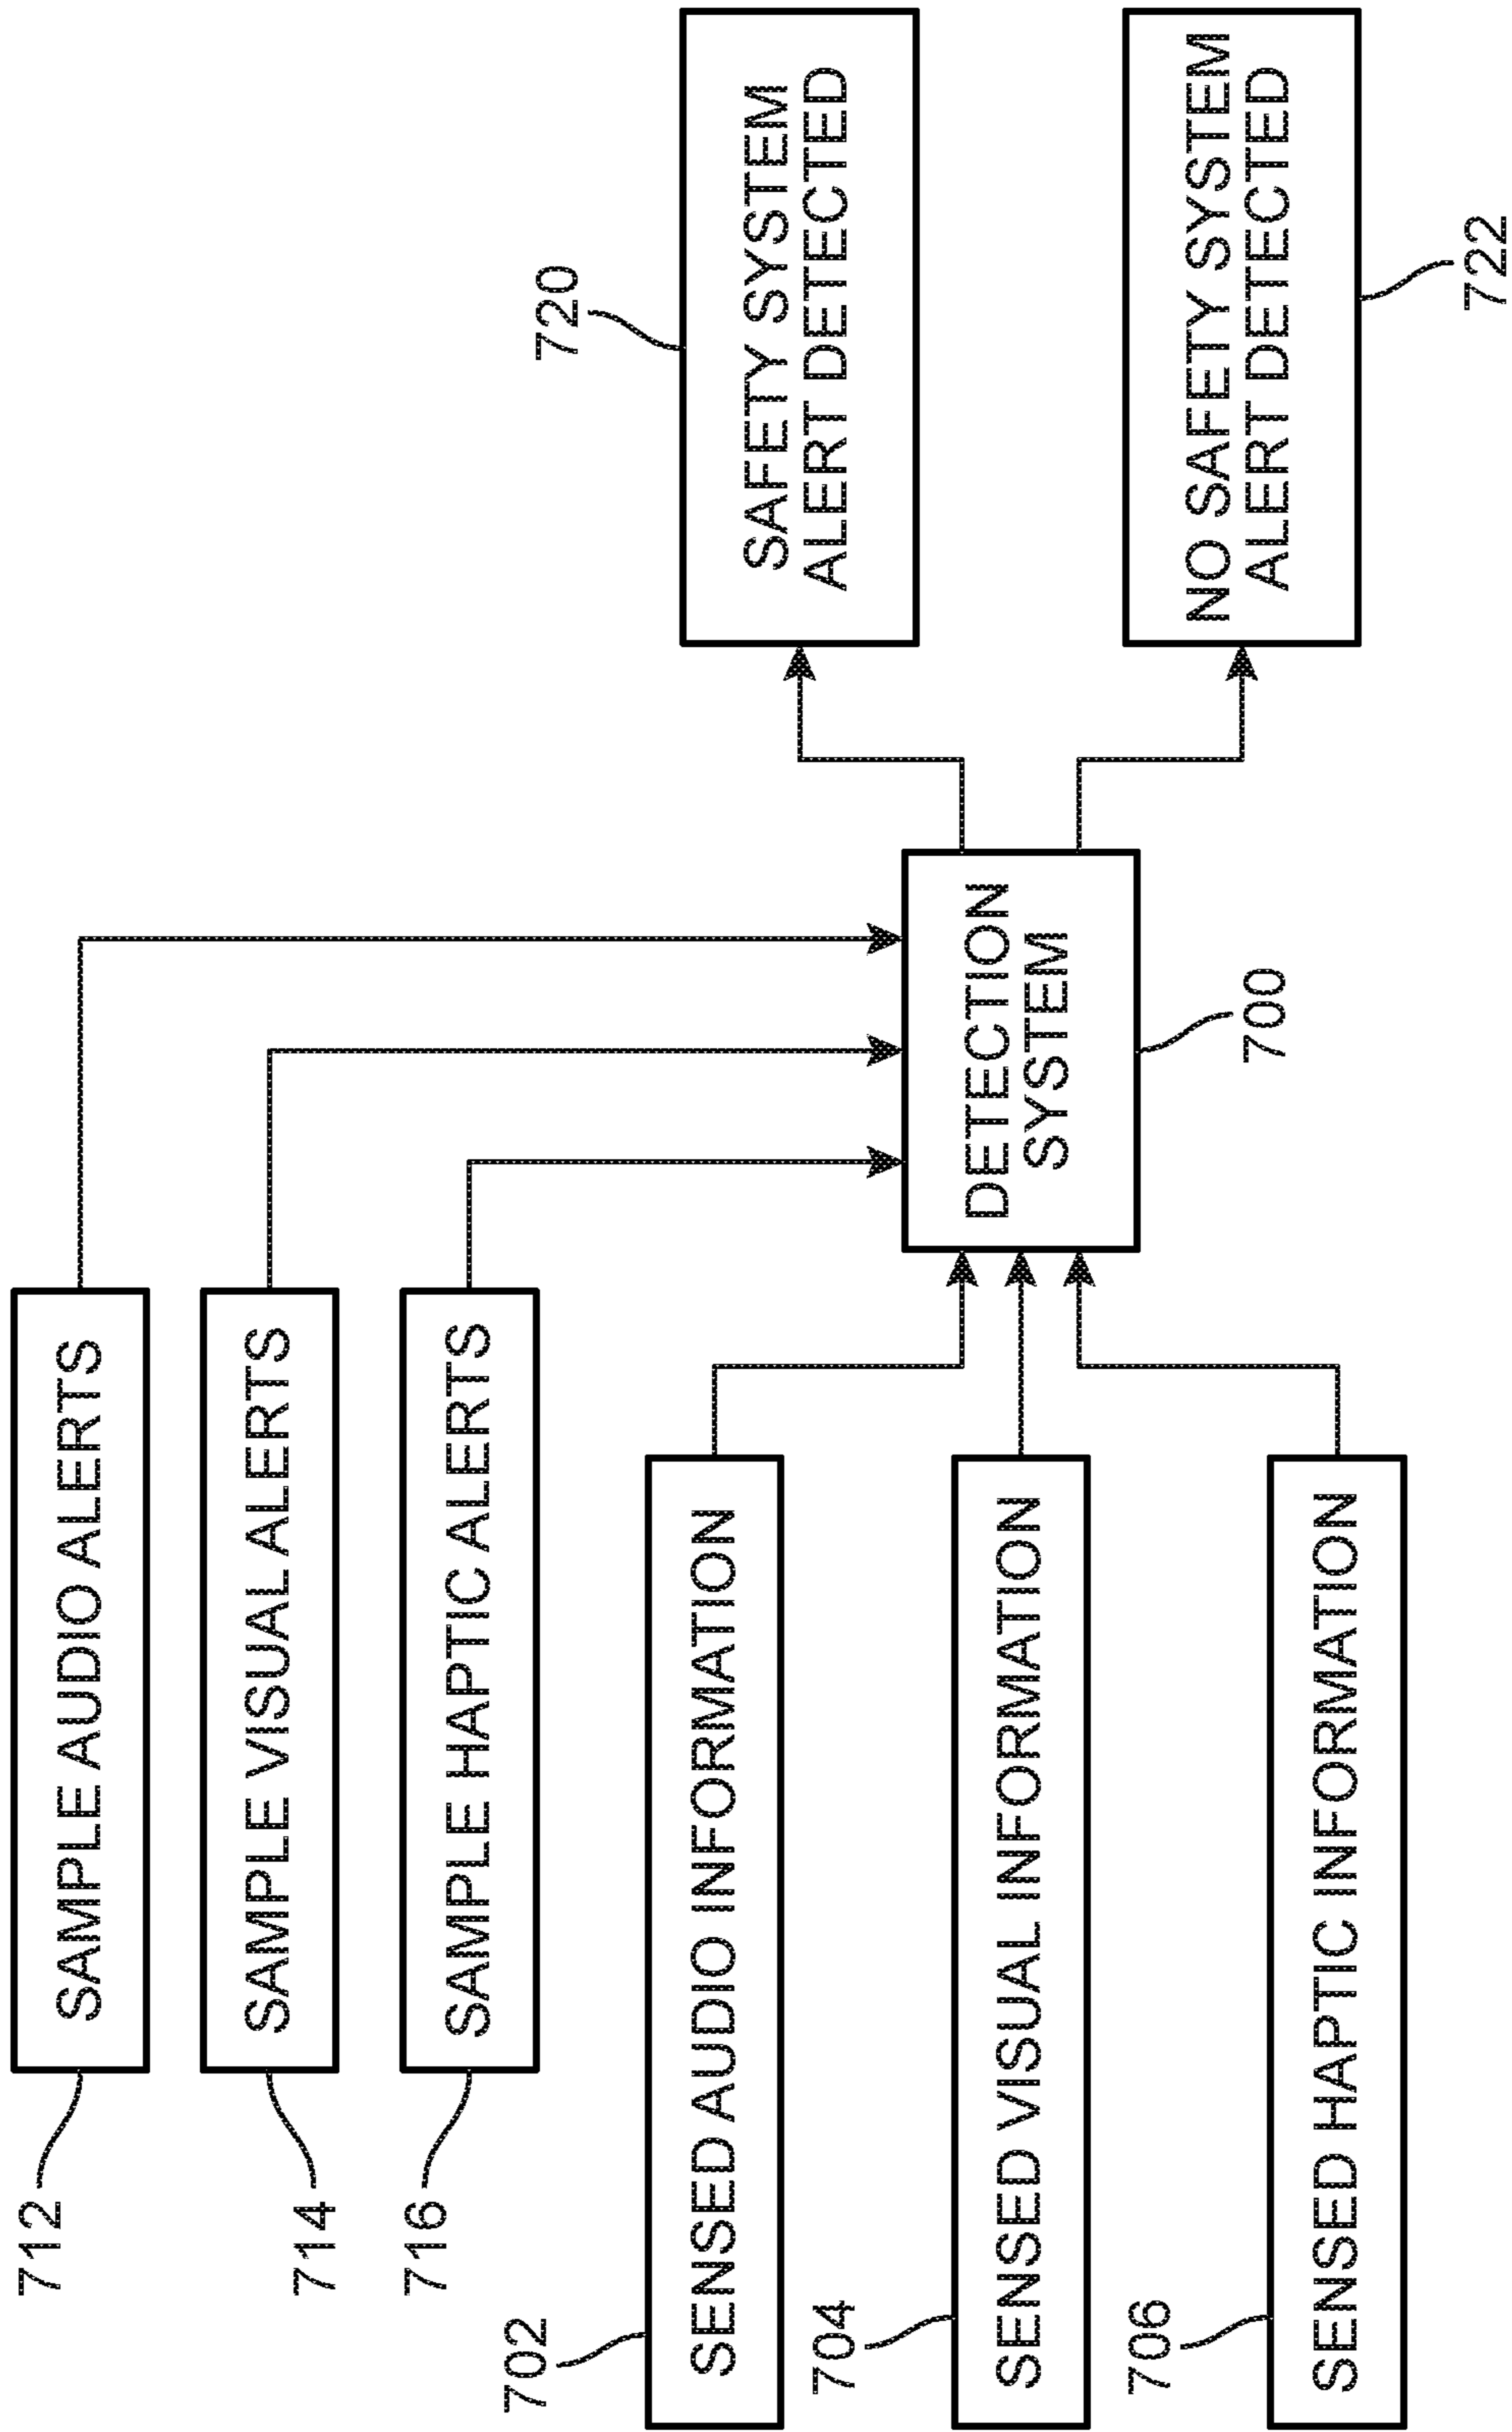 712
SAMPLE AUDIO ALERTS
714
SAMPLE VISUAL ALERTS
716
SAMPLE HAPTIC ALERTS
702
SENSED AUDIO INFORMATION
704
SENSED VISUAL INFORMATION
706
SENSED HAPTIC INFORMATION
DETECTION
SYSTEM
700
720
SAFETY SYSTEM
ALERT DETECTED
NO SAFETY SYSTEM
ALERT DETECTED
722